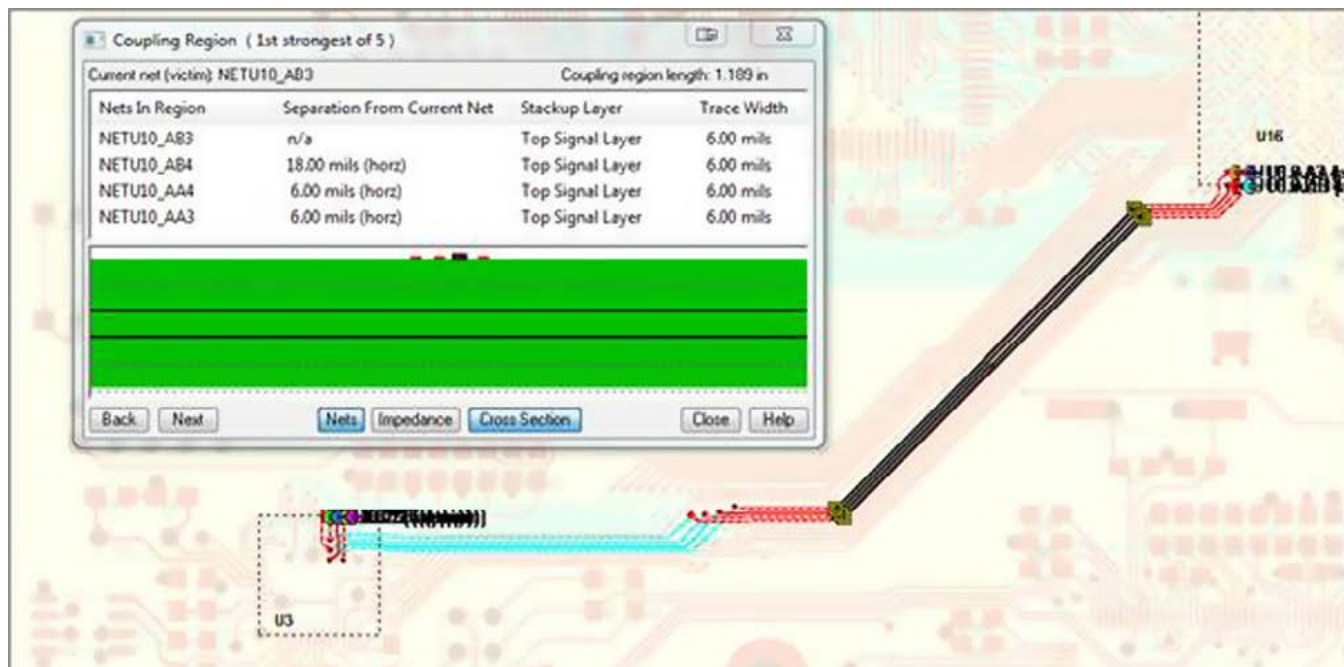 Coupling Region ( 1st strongest of 5 )
Current net (victim): NETU10_AB3 Coupling region length: 1.189 in
Nets In Region Separation From Current Net Stackup Layer Trace Width
NETU10_AB3 n/a Top Signal Layer 6.00 mils
NETU10_AB4 18.00 mils (horz) Top Signal Layer 6.00 mils
NETU10_AA4 6.00 mils (horz) Top Signal Layer 6.00 mils
NETU10_AA3 6.00 mils (horz) Top Signal Layer 6.00 mils
Back Next Nets Impedance Cross Section Close Help
U16
U3